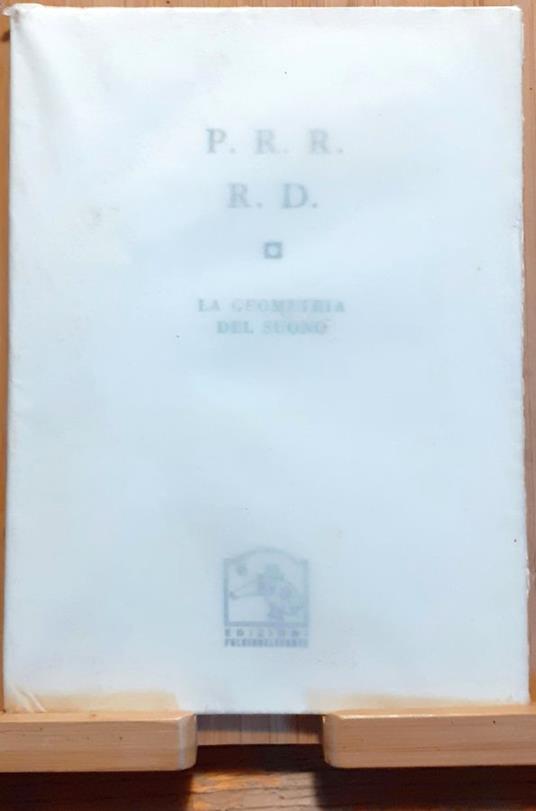 P. R. R.
R. D.
LA GEOMETRIA
DEL SUONO
EDIZIONI
PULCINOELEFANTE